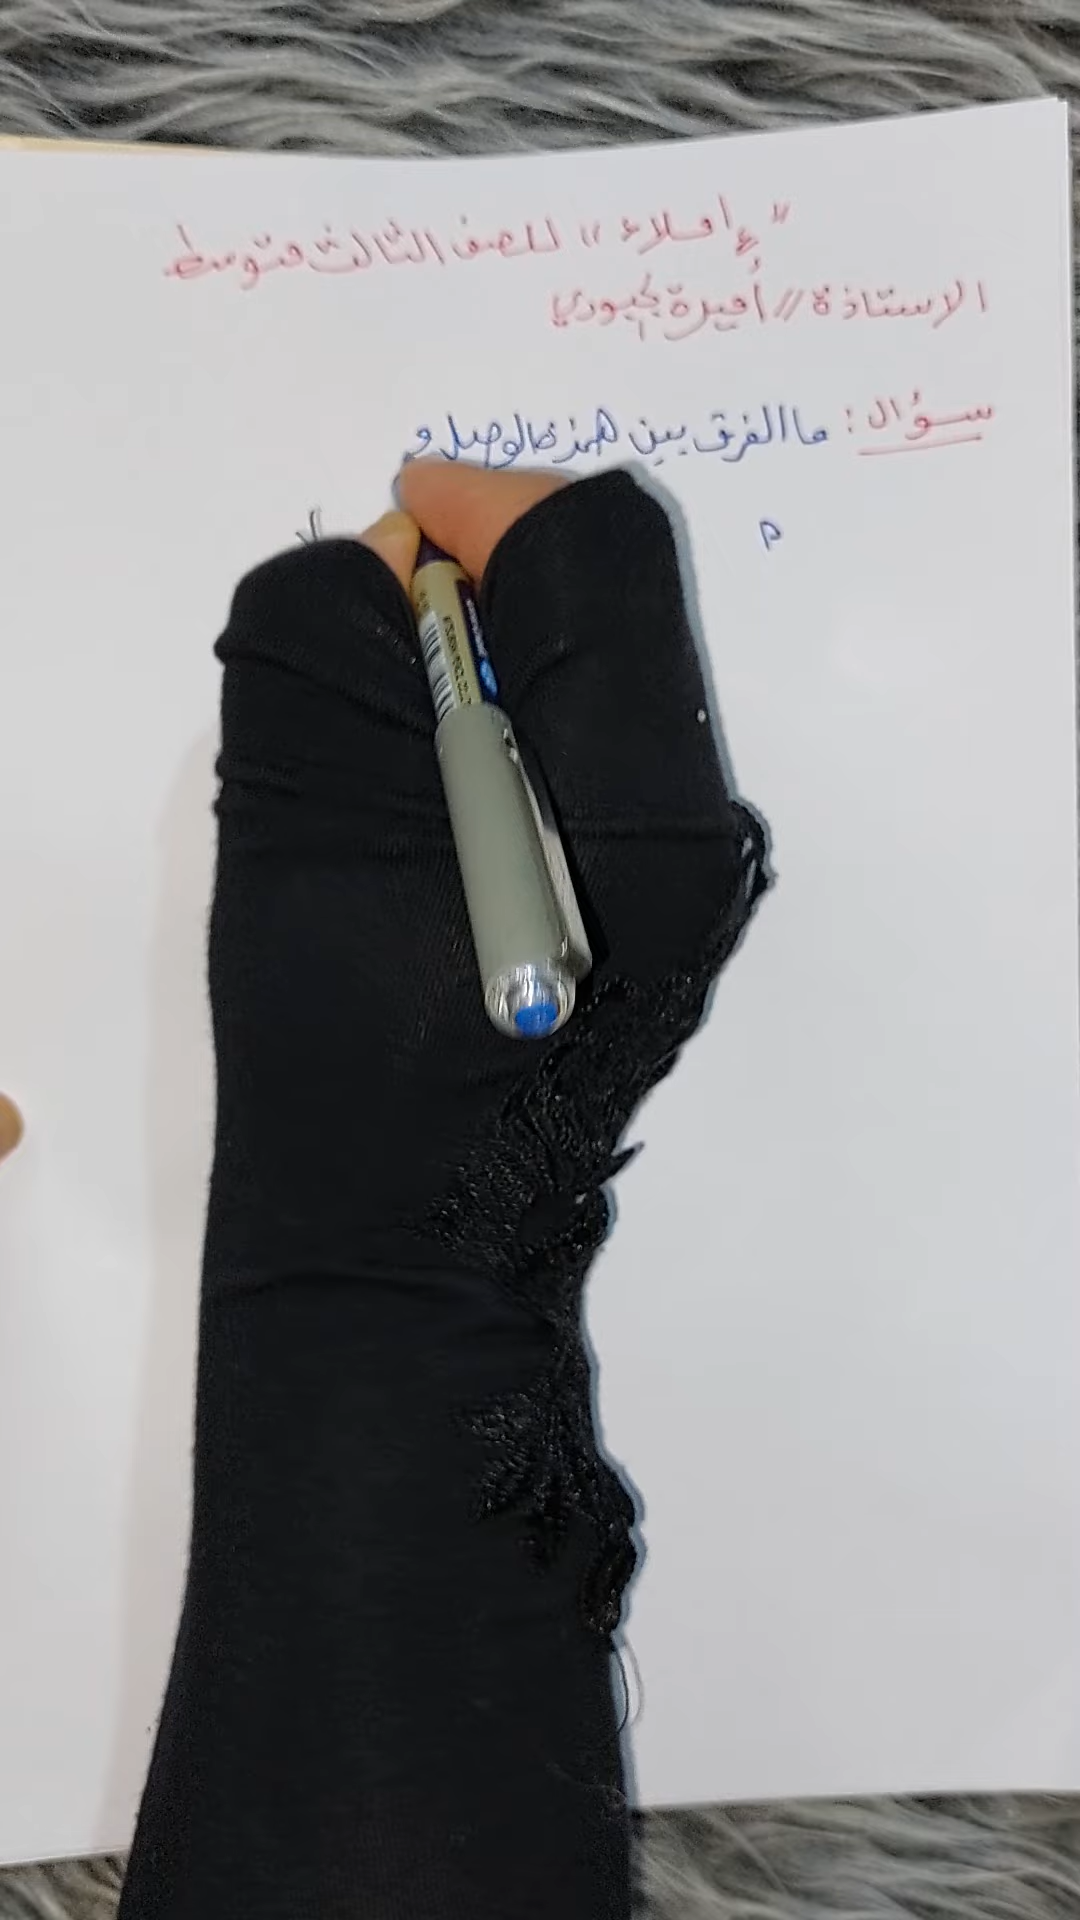 "إملاء" للصف الثالث متوسط
الاستاذة // أميرة الجبوري
سؤال: ما الفرق بين همزة الوصل و